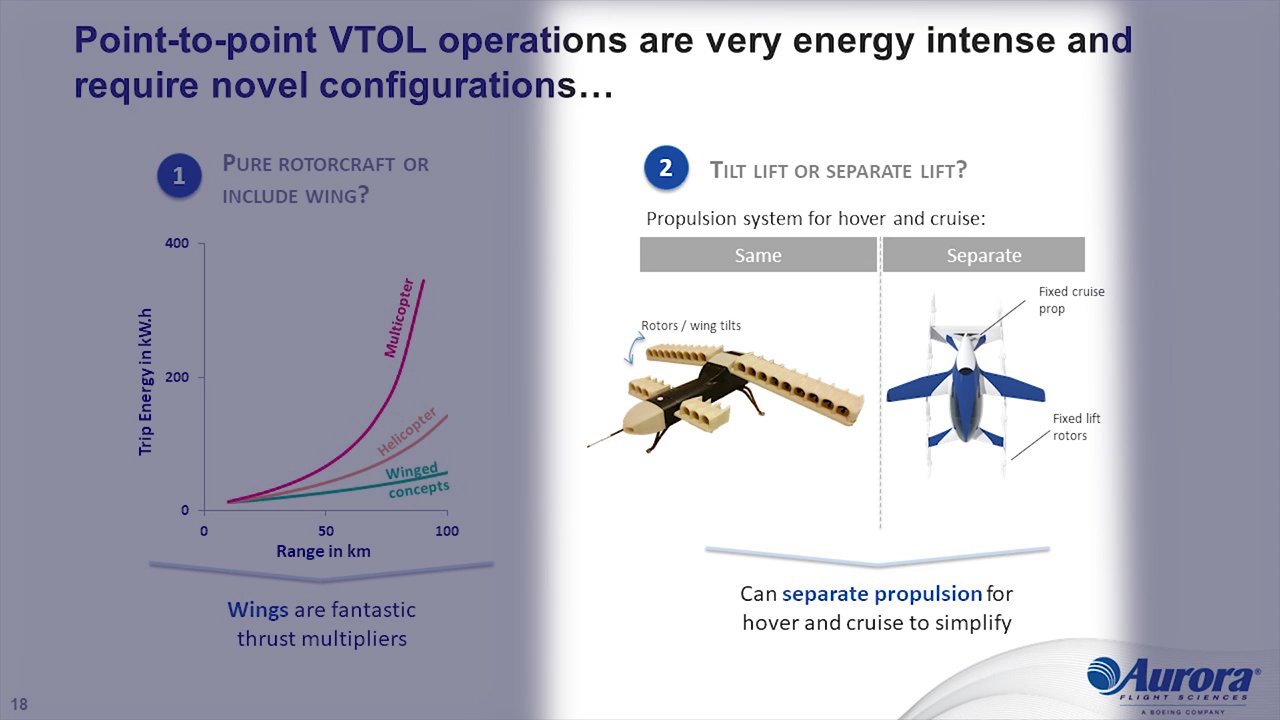 Point-to-point VTOL operations are very energy intense and
require novel configurations…
1
PURE ROTORCRAFT OR
INCLUDE WING?
400
200
0
Trip Energy in kW.h
Multicopter
Helicopter
Winged
concepts
0 50 100
Range in km
Wings are fantastic
thrust multipliers
2
TILT LIFT OR SEPARATE LIFT?
Propulsion system for hover and cruise:
Same
Separate
Rotors / wing tilts
Fixed cruise
prop
Fixed lift
rotors
Can separate propulsion for
hover and cruise to simplify
18
Aurora®
FLIGHT SCIENCES
A BOEING COMPANY